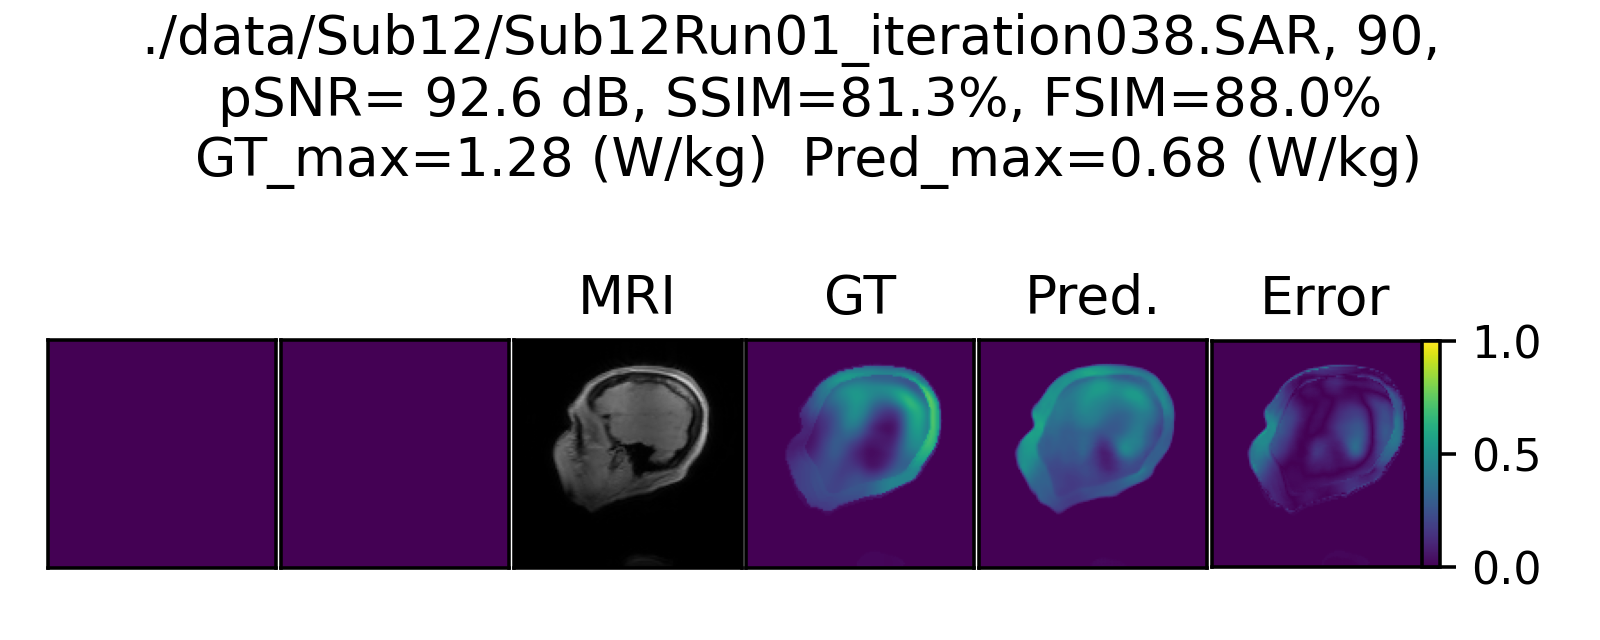 ./data/Sub12/Sub12Run01_iteration038.SAR, 90,
pSNR= 92.6 dB, SSIM=81.3%, FSIM=88.0%
GT_max=1.28 (W/kg)  Pred_max=0.68 (W/kg)
MRI GT Pred. Error
1.0
0.5
0.0